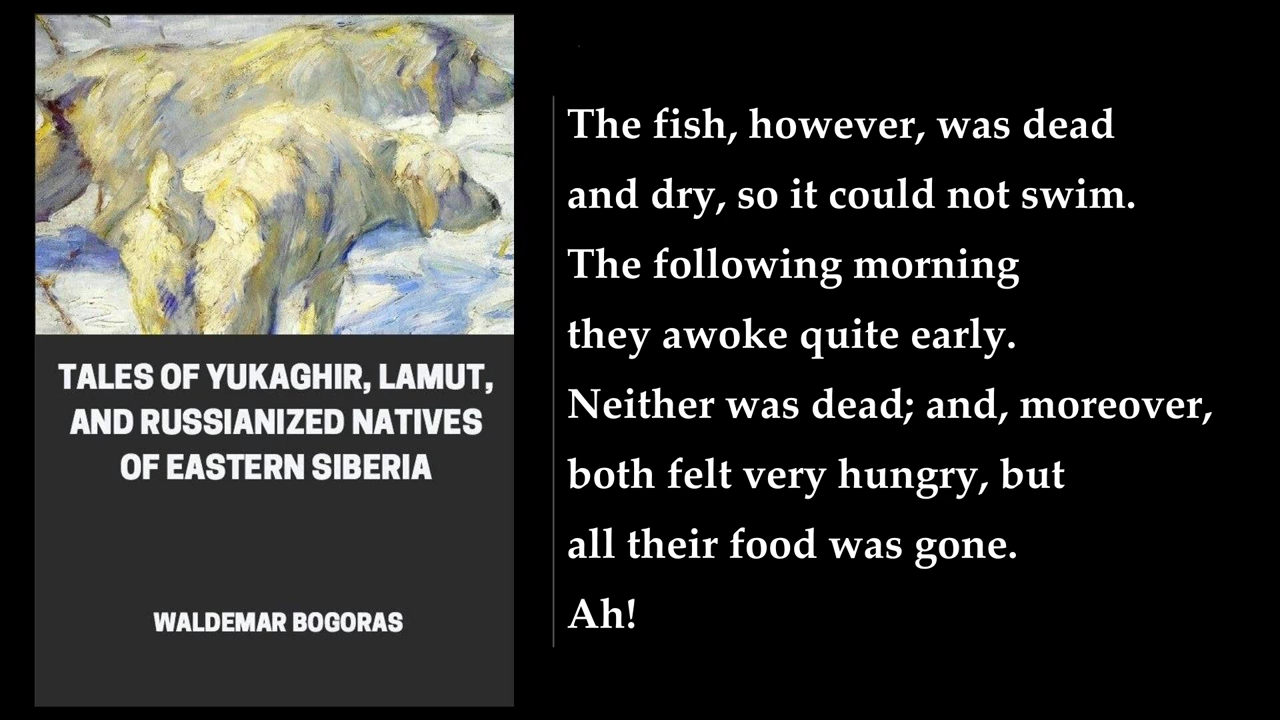 TALES OF YUKAGHIR, LAMUT,
AND RUSSIANIZED NATIVES
OF EASTERN SIBERIA
WALDEMAR BOGORAS
The fish, however, was dead
and dry, so it could not swim.
The following morning
they awoke quite early.
Neither was dead; and, moreover,
both felt very hungry, but
all their food was gone.
Ah!